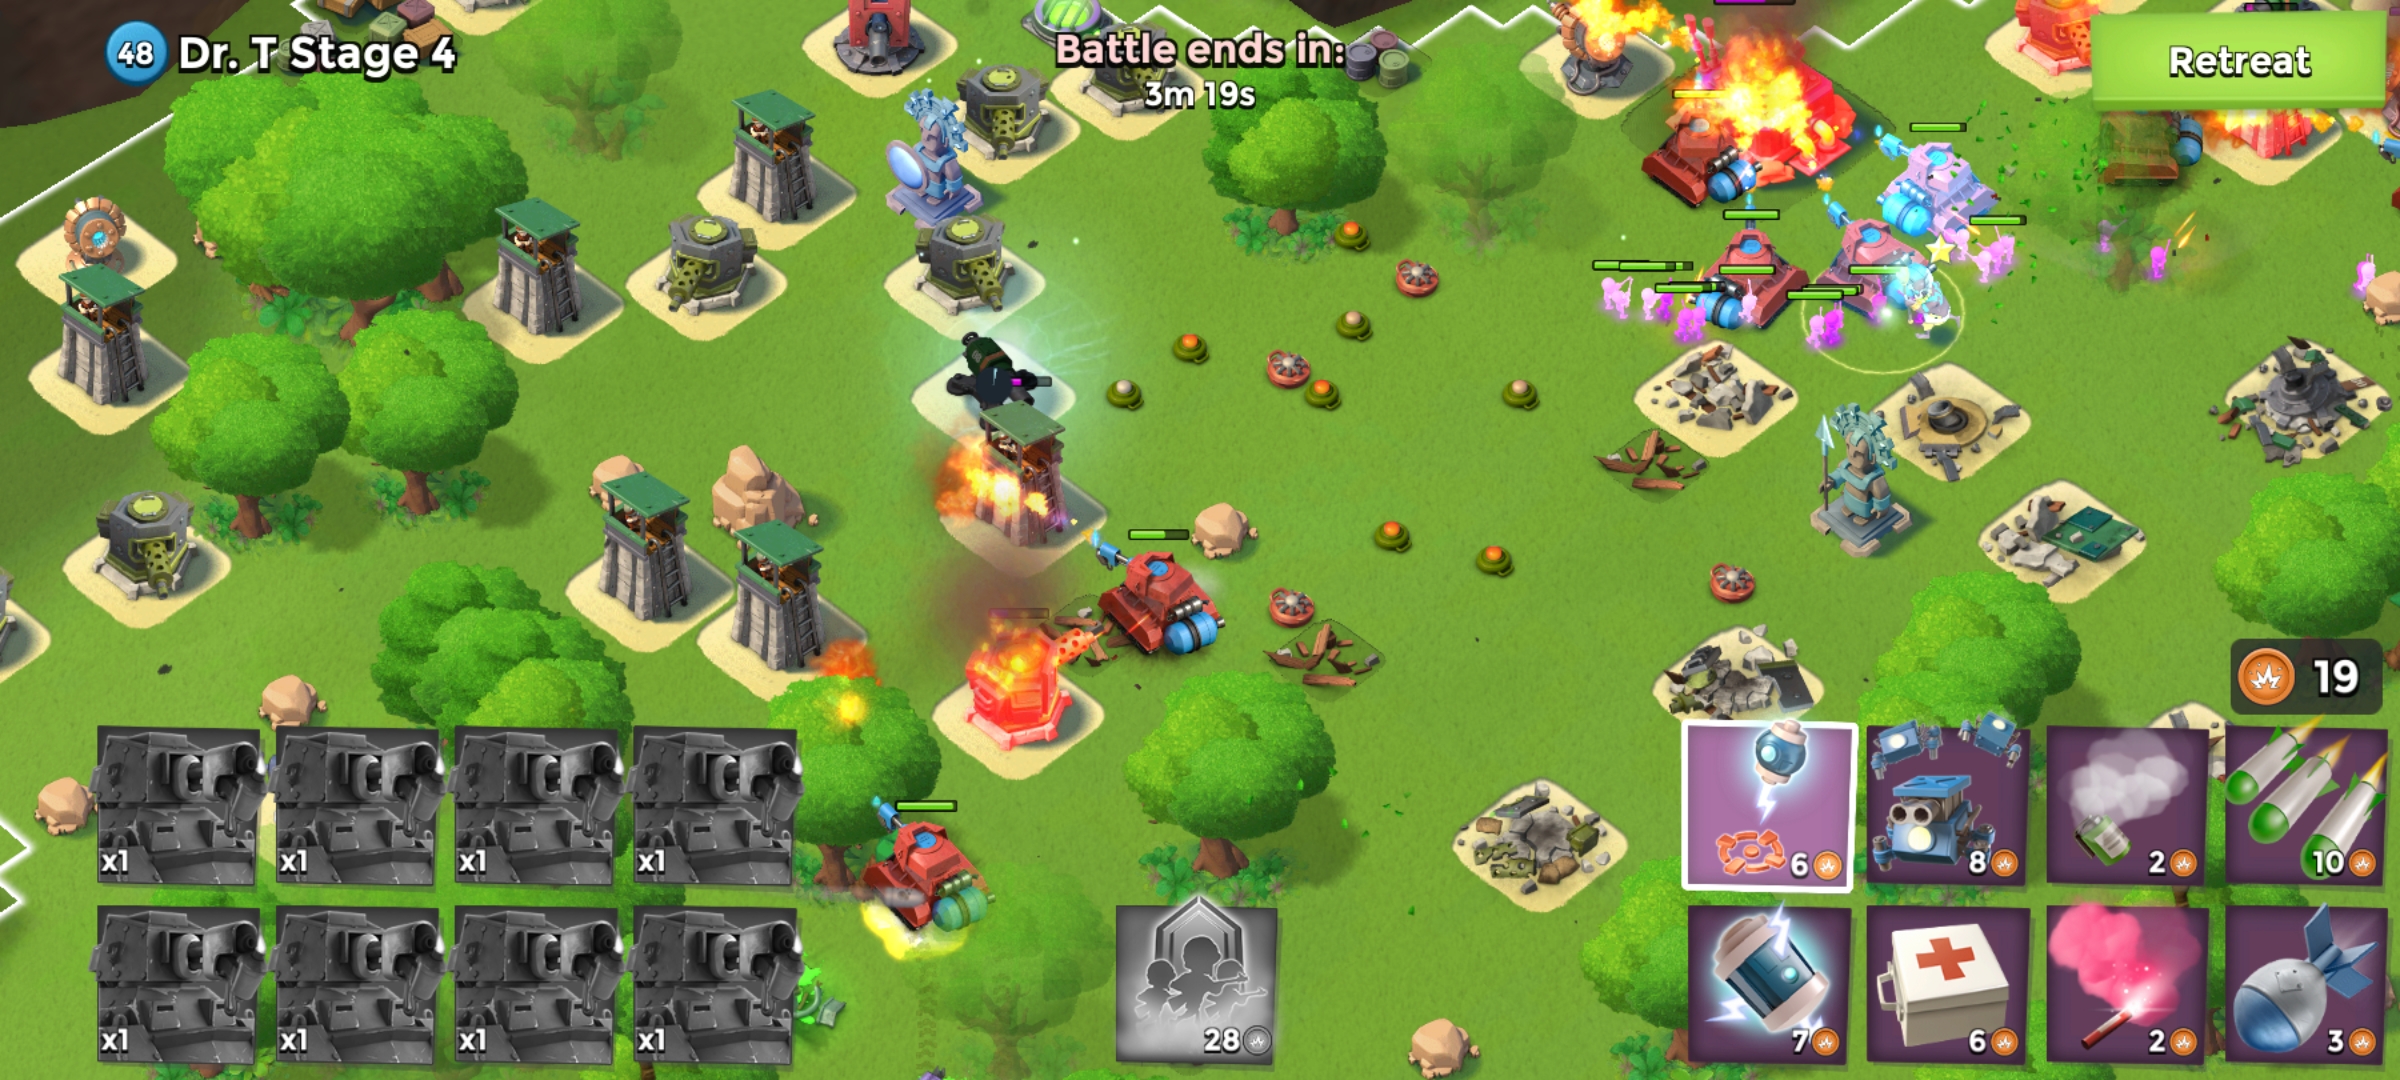 48 Dr. T Stage 4
Battle ends in:
3m 19s
Retreat
19
x1 x1 x1 x1
6 8 2 10
x1 x1 x1 x1
28
7 6 2 3